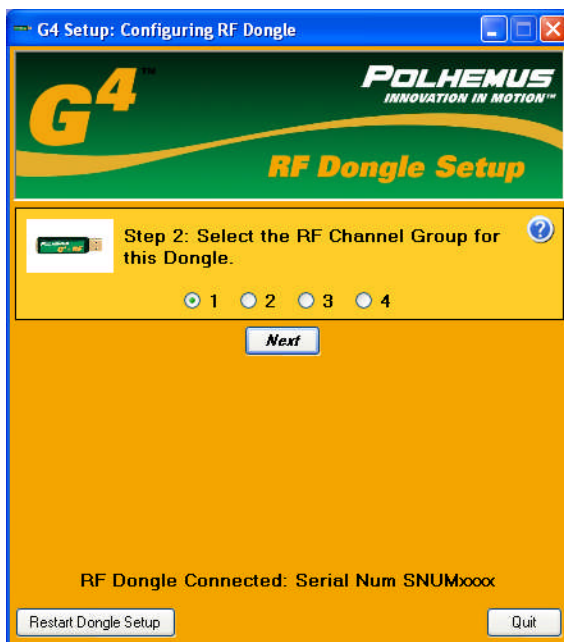 G4 Setup: Configuring RF Dongle
G4™
POLHEMUS
INNOVATION IN MOTION™
RF Dongle Setup
Step 2: Select the RF Channel Group for
this Dongle.
1 2 3 4
Next
RF Dongle Connected: Serial Num SNUMxxxx
Restart Dongle Setup
Quit